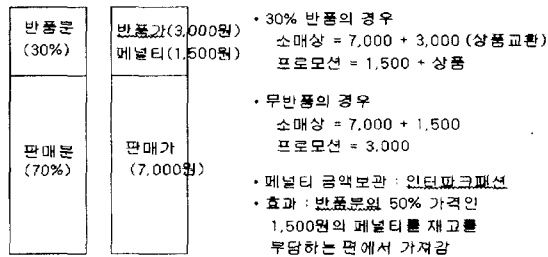 반품분
(30%)
판매분
(70%)
반품가(3,000원)
페널티(1,500원)
판매가
(7,000원)
• 30% 반품의 경우
소매상 = 7,000 + 3,000 (상품교환)
프로모션 = 1,500 + 상품
• 무반품의 경우
소매상 = 7,000 + 1,500
프로모션 = 3,000
• 페널티 금액보관 : 인터파크패션
• 효과 : 반품분의 50% 가격인
1,500원의 페널티를 재고를
부담하는 편에서 가져감